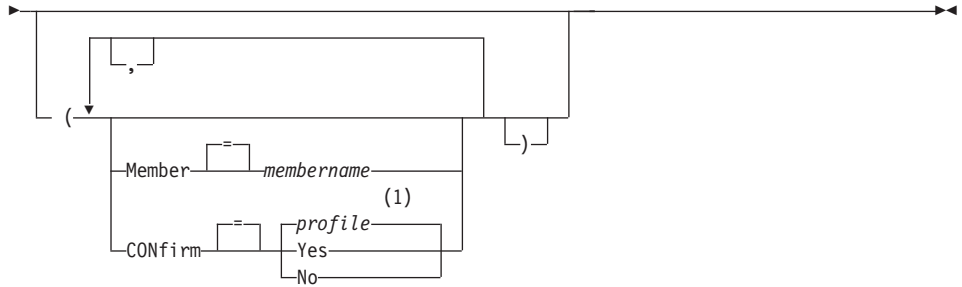 ,
(
)
=
Member membername
(1)
= profile
CONfirm Yes
No